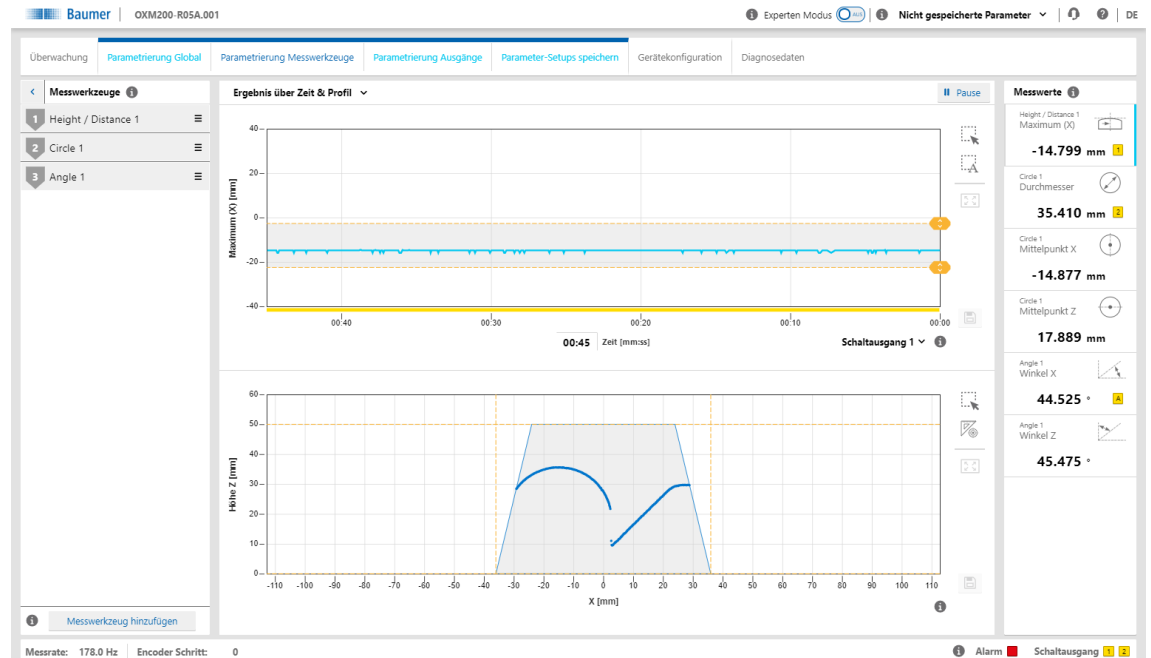 Baumer OXM200-R05A.001 Experten Modus AUS Nicht gespeicherte Parameter DE
Überwachung Parametrierung Global Parametrierung Messwerkzeuge Parametrierung Ausgänge Parameter-Setups speichern Gerätekonfiguration Diagnosedaten
Messwerkzeuge
1 Height / Distance 1
2 Circle 1
3 Angle 1
Messwerkzeug hinzufügen
Ergebnis über Zeit & Profil
Pause
Maximum (X) [mm]
40
20
0
-20
-40
00:40 00:30 00:20 00:10 00:00
00:45 Zeit [mm:ss]
Schaltausgang 1
Höhe Z [mm]
60
50
40
30
20
10
0
-110 -100 -90 -80 -70 -60 -50 -40 -30 -20 -10 0 10 20 30 40 50 60 70 80 90 100 110
X [mm]
Messwerte
Height / Distance 1
Maximum (X)
-14.799 mm 1
Circle 1
Durchmesser
35.410 mm 2
Circle 1
Mittelpunkt X
-14.877 mm
Circle 1
Mittelpunkt Z
17.889 mm
Angle 1
Winkel X
44.525 ° A
Angle 1
Winkel Z
45.475 °
Messrate: 178.0 Hz Encoder Schritt: 0
Alarm Schaltausgang 1 2